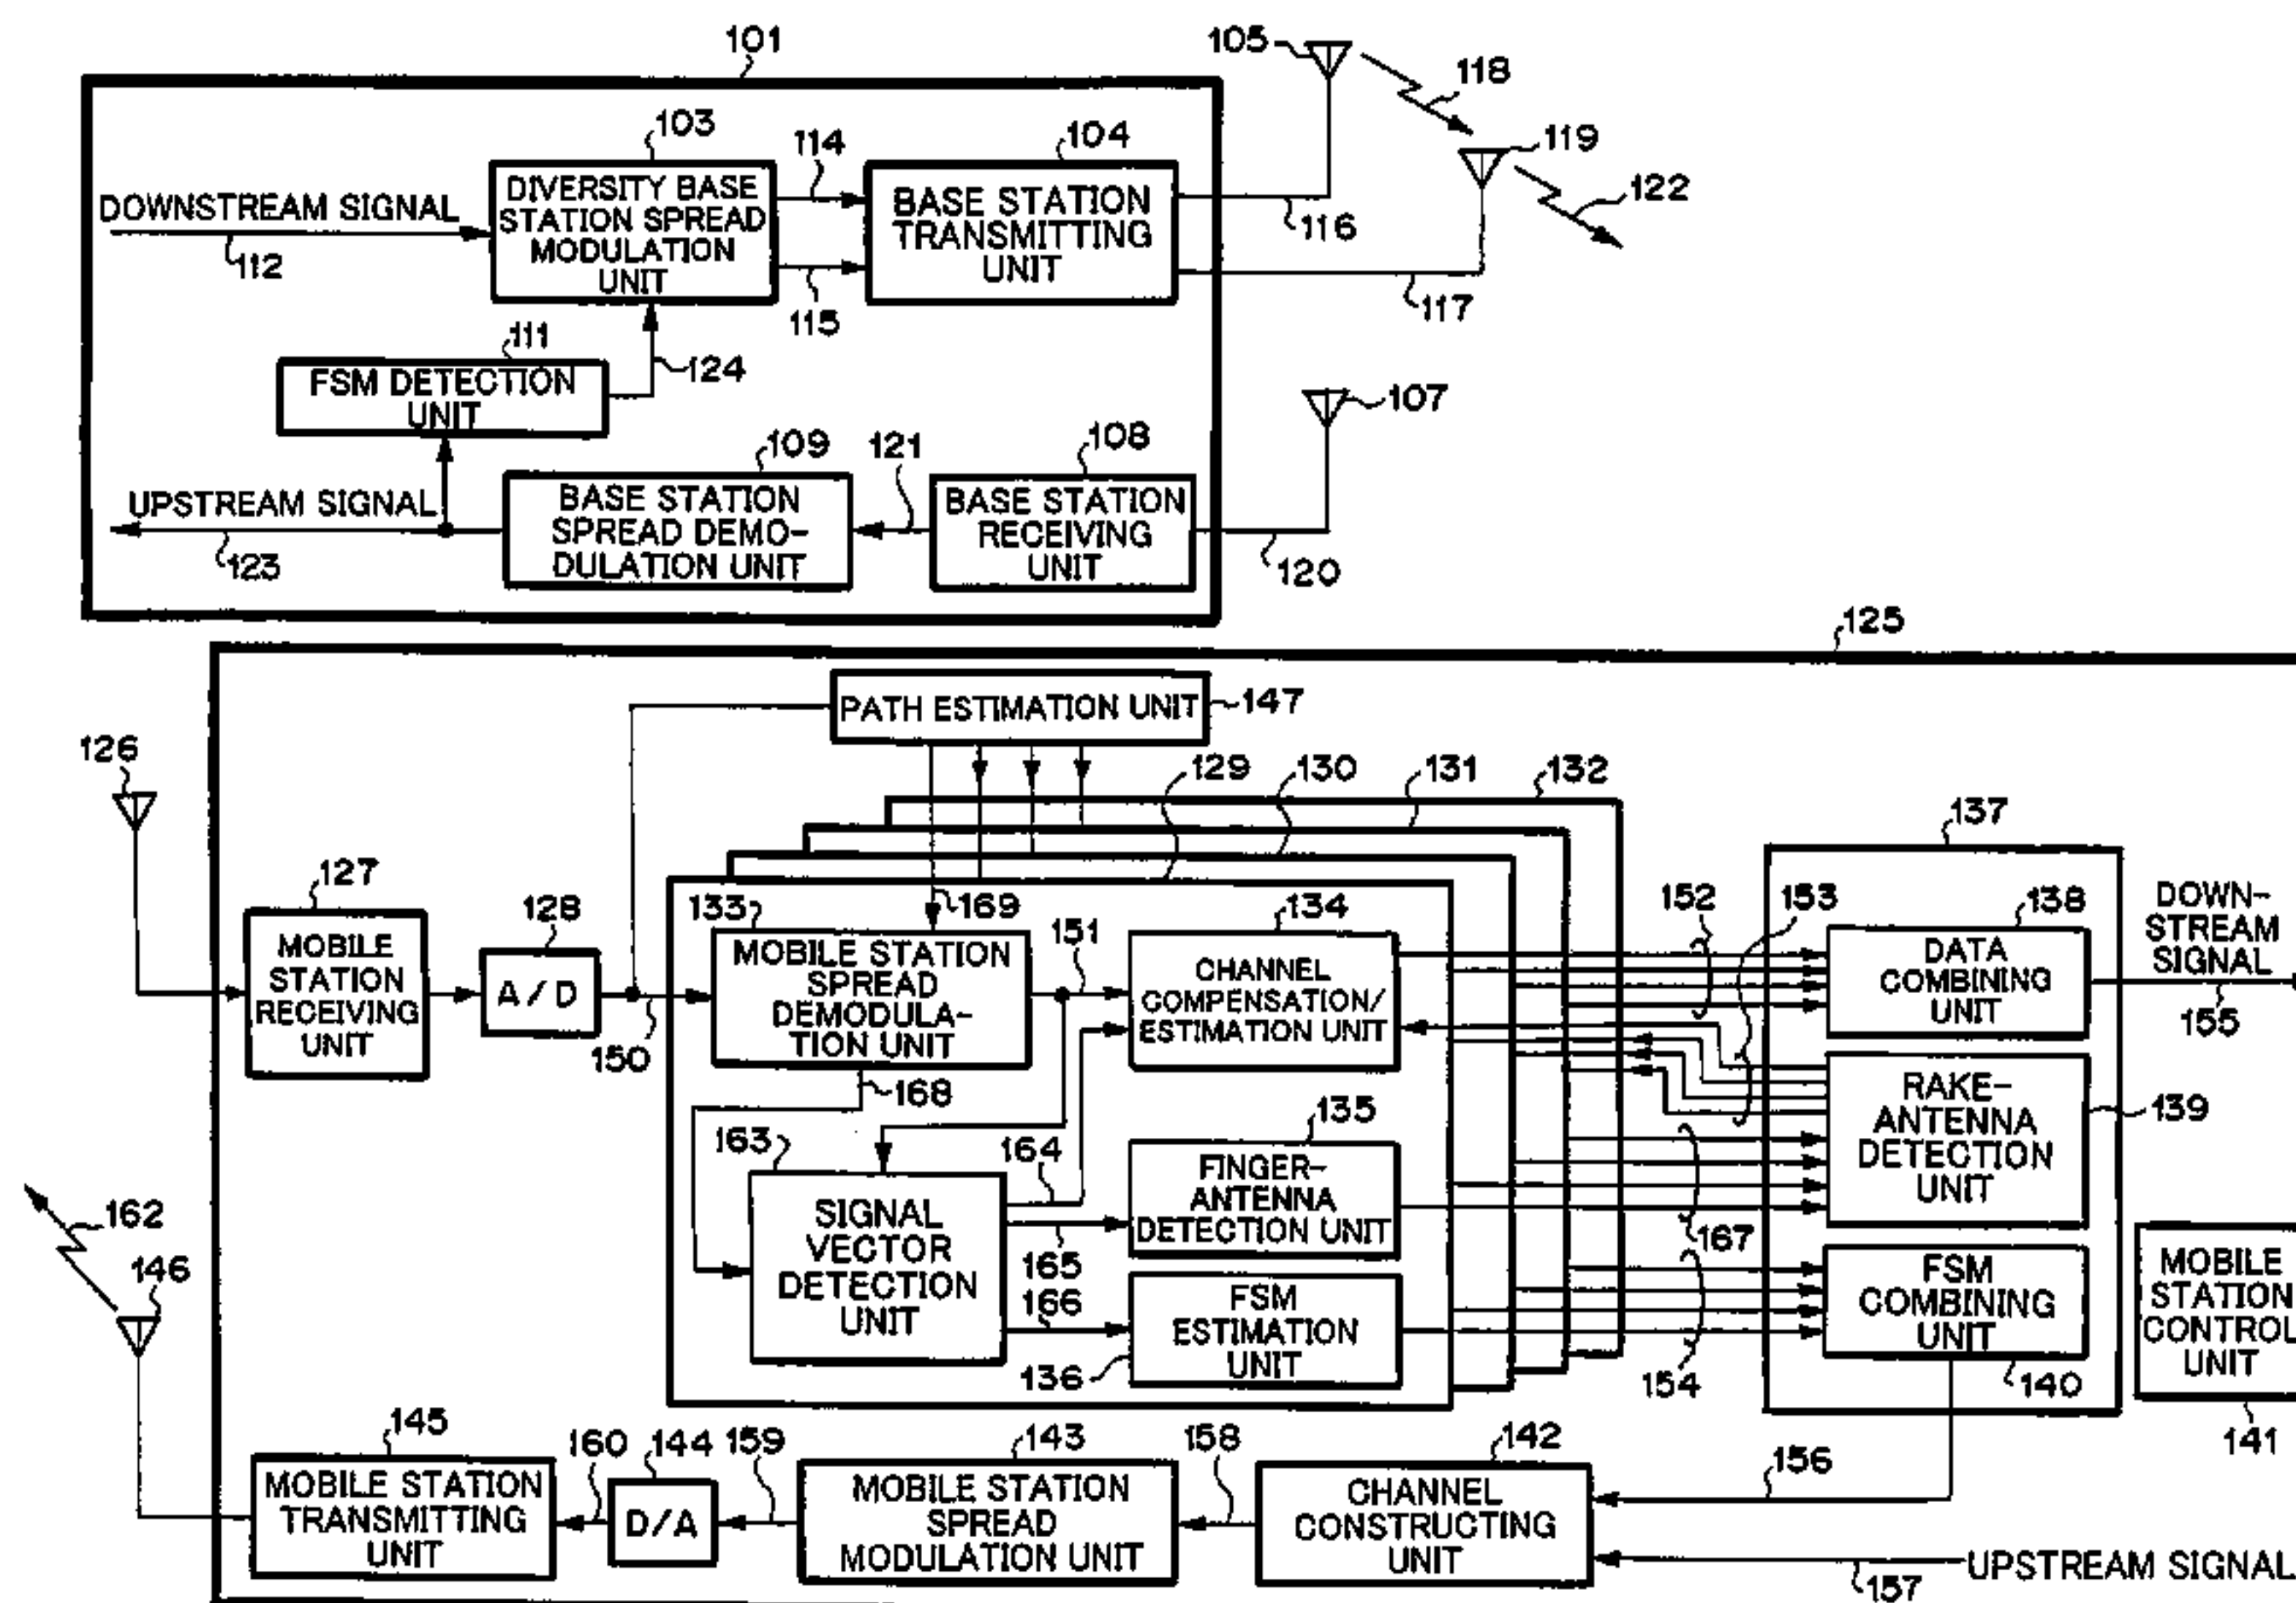 101
105
118
103
114
104
119
DOWNSTREAM SIGNAL
112
DIVERSITY BASE
STATION SPREAD
MODULATION
UNIT
BASE STATION
TRANSMITTING
UNIT
116
122
115
117
111
124
FSM DETECTION
UNIT
107
109
121
108
UPSTREAM SIGNAL
123
BASE STATION
SPREAD DEMO-
DULATION UNIT
BASE STATION
RECEIVING
UNIT
120
125
PATH ESTIMATION UNIT
147
126
129
130
131
132
137
127
128
133
169
151
134
152
153
138
DOWN-
STREAM
SIGNAL
155
MOBILE
STATION
RECEIVING
UNIT
A/D
150
MOBILE STATION
SPREAD
DEMODULA-
TION UNIT
CHANNEL
COMPENSATION/
ESTIMATION UNIT
DATA
COMBINING
UNIT
168
163
164
135
RAKE-
ANTENNA
DETECTION
UNIT
139
SIGNAL
VECTOR
DETECTION
UNIT
FINGER-
ANTENNA
DETECTION UNIT
165
166
167
162
146
FSM
ESTIMATION
UNIT
136
154
FSM
COMBINING
UNIT
140
MOBILE
STATION
CONTROL
UNIT
141
145
160
144
159
143
158
142
156
MOBILE STATION
TRANSMITTING
UNIT
D/A
MOBILE STATION
SPREAD
MODULATION UNIT
CHANNEL
CONSTRUCTING
UNIT
157
UPSTREAM SIGNAL